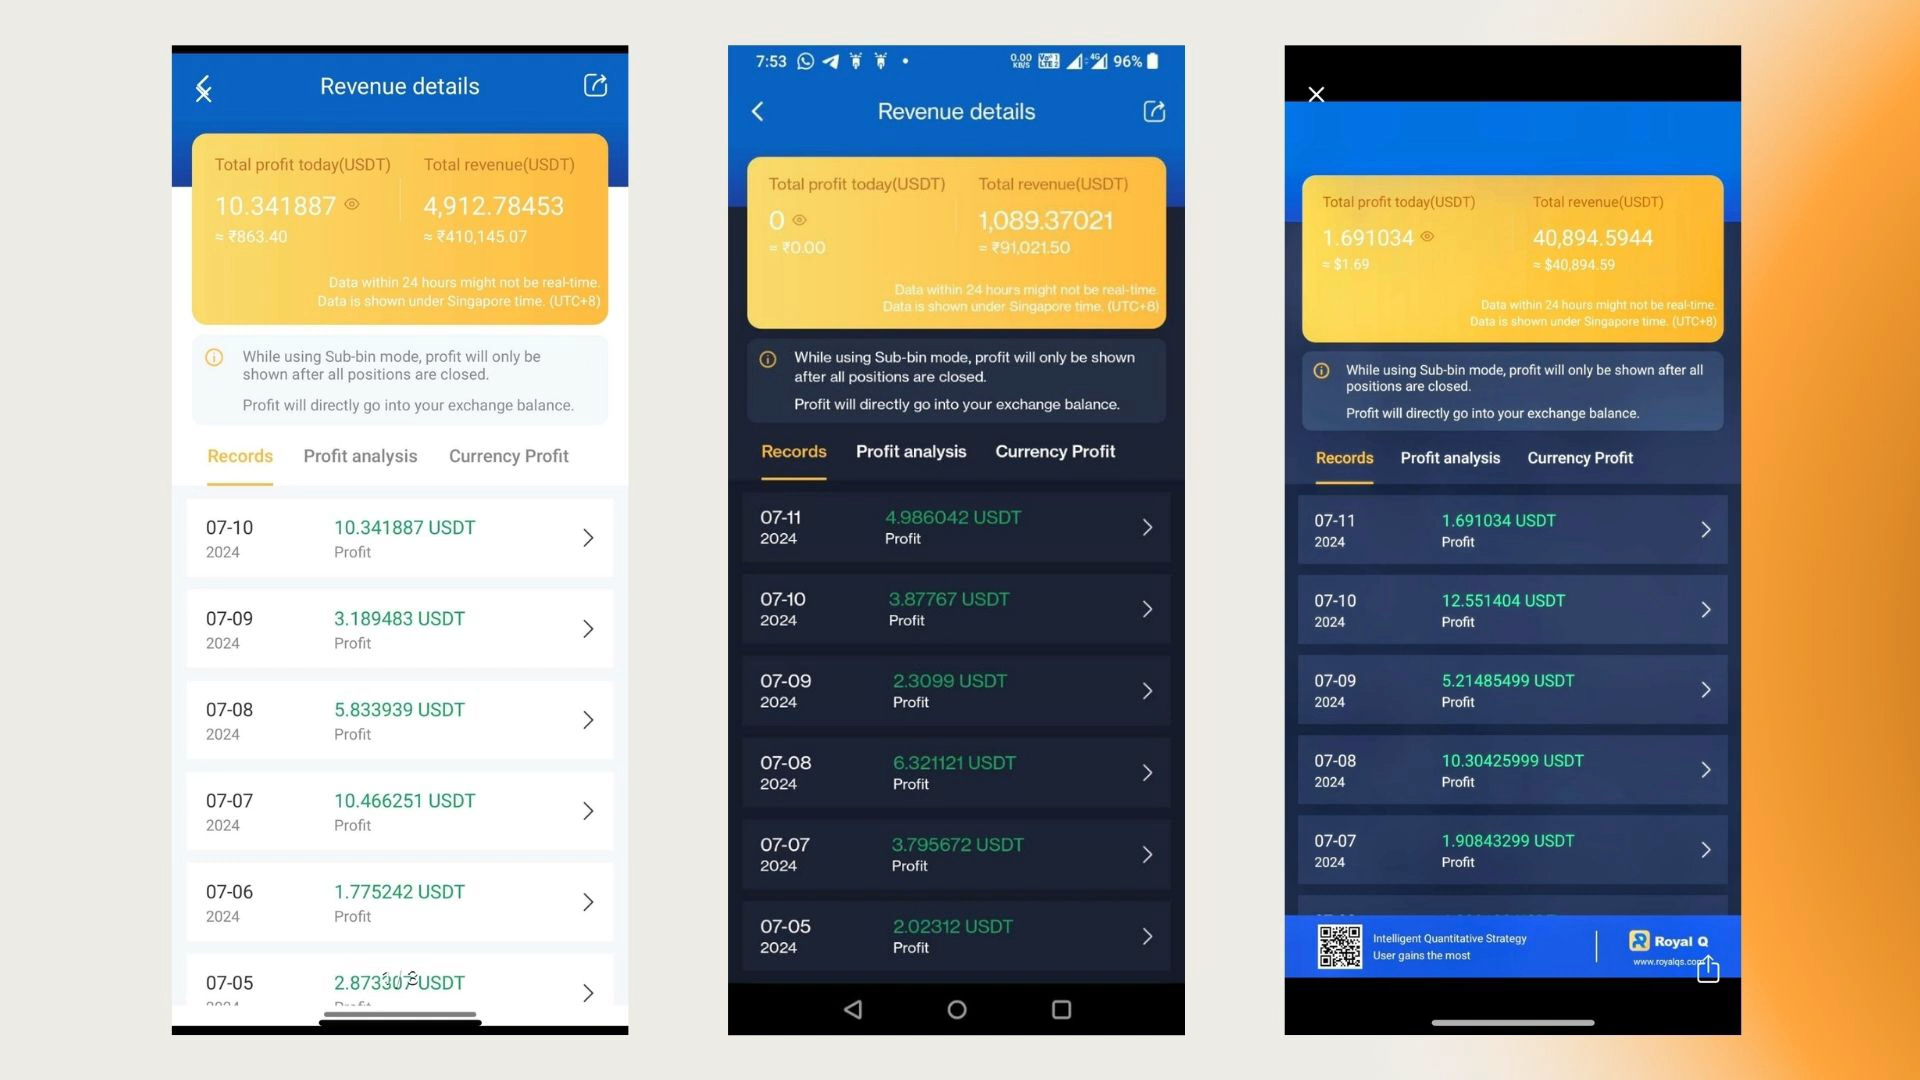 Revenue details
Total profit today(USDT)
Total revenue(USDT)
10.341887
4,912.78453
≈ ₹863.40
≈ ₹410,145.07
Data within 24 hours might not be real-time.
Data is shown under Singapore time. (UTC+8)
While using Sub-bin mode, profit will only be
shown after all positions are closed.
Profit will directly go into your exchange balance.
Records
Profit analysis
Currency Profit
07-10
10.341887 USDT
2024
Profit
07-09
3.189483 USDT
2024
Profit
07-08
5.833939 USDT
2024
Profit
07-07
10.466251 USDT
2024
Profit
07-06
1.775242 USDT
2024
Profit
07-05
USDT
7:53
0.00
KB/S
4G
96%
Revenue details
Total profit today(USDT)
Total revenue(USDT)
0
1,089.37021
≈ ₹0.00
≈ ₹91,021.50
Data within 24 hours might not be real-time.
Data is shown under Singapore time. (UTC+8)
While using Sub-bin mode, profit will only be shown
after all positions are closed.
Profit will directly go into your exchange balance.
Records
Profit analysis
Currency Profit
07-11
4.986042 USDT
2024
Profit
07-10
3.87767 USDT
2024
Profit
07-09
2.3099 USDT
2024
Profit
07-08
6.321121 USDT
2024
Profit
07-07
3.795672 USDT
2024
Profit
07-05
2.02312 USDT
2024
Profit
Total profit today(USDT)
Total revenue(USDT)
1.691034
40,894.5944
≈ $1.69
≈ $40,894.59
Data within 24 hours might not be real-time.
Data is shown under Singapore time. (UTC+8)
While using Sub-bin mode, profit will only be shown after all
positions are closed.
Profit will directly go into your exchange balance.
Records
Profit analysis
Currency Profit
07-11
1.691034 USDT
2024
Profit
07-10
12.551404 USDT
2024
Profit
07-09
5.21485499 USDT
2024
Profit
07-08
10.30425999 USDT
2024
Profit
07-07
1.90843299 USDT
2024
Profit
Intelligent Quantitative Strategy
User gains the most
Royal Q
www.royalqs.com